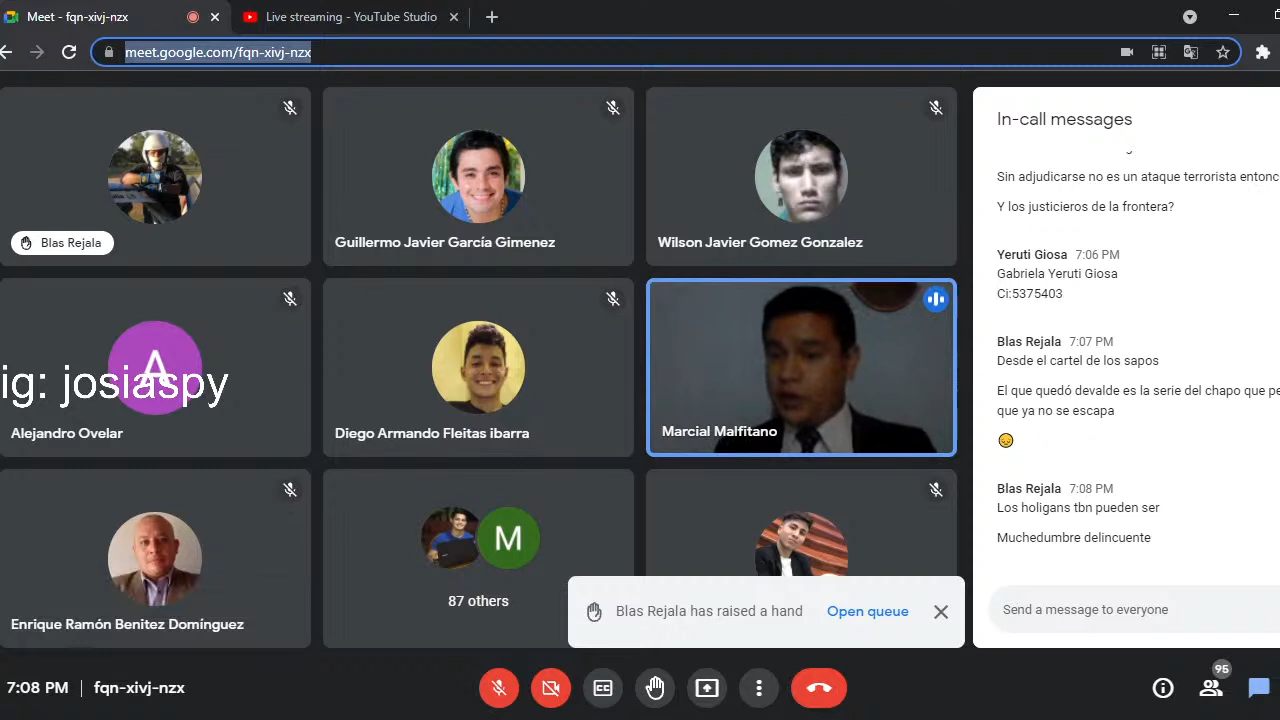 Meet - fqn-xivj-nzx
Live streaming - YouTube Studio
meet.google.com/fqn-xivj-nzx
Blas Rejala
Guillermo Javier García Gimenez
Wilson Javier Gomez Gonzalez
A
ig: josiaspy
Alejandro Ovelar
Diego Armando Fleitas ibarra
Marcial Malfitano
Enrique Ramón Benitez Domínguez
M
87 others
Blas Rejala has raised a hand
Open queue
In-call messages
Sin adjudicarse no es un ataque terrorista
Y los justicieros de la frontera?
Yeruti Giosa 7:06 PM
Gabriela Yeruti Giosa
Ci:5375403
Blas Rejala 7:07 PM
Desde el cartel de los sapos
El que quedó devalde es la serie del chapo que
que ya no se escapa
Blas Rejala 7:08 PM
Los holigans tbn pueden ser
Muchedumbre delincuente
Send a message to everyone
7:08 PM
fqn-xivj-nzx
CC
95